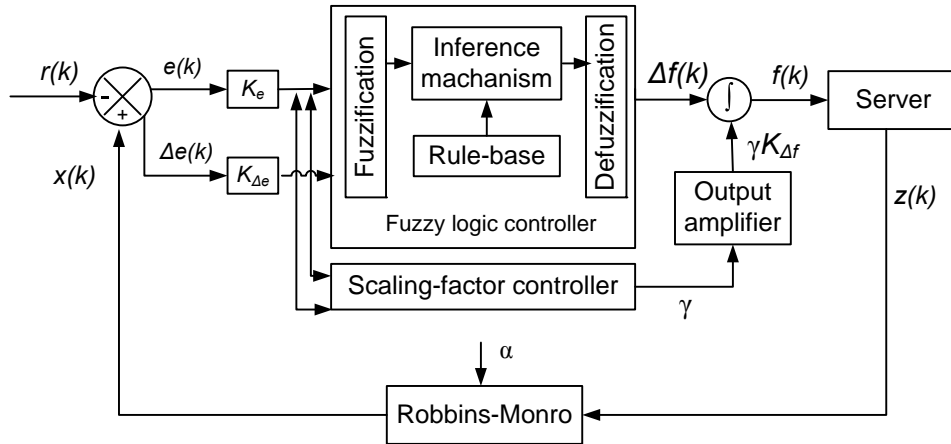 r(k)
-
+
e(k)
Δe(k)
x(k)
Kₑ
K_Δe
Fuzzification
Inference
machanism
Rule-base
Defuzzification
Fuzzy logic controller
Scaling-factor controller
Δf(k)
∫
f(k)
Server
γK_Δf
Output
amplifier
z(k)
γ
α
Robbins-Monro